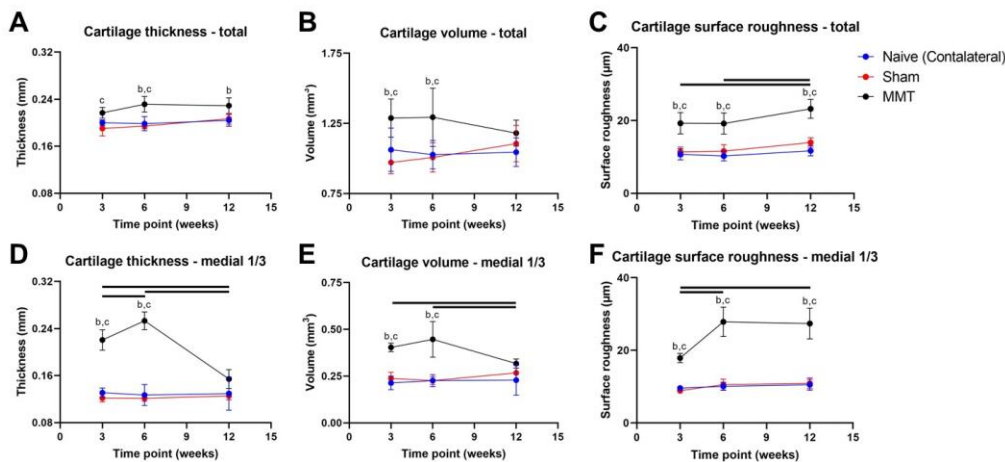 A
Cartilage thickness - total
Thickness (mm)
0.32
0.24
0.16
0.08
c
b,c
b
0
3
6
9
12
15
Time point (weeks)
B
Cartilage volume - total
Volume (mm³)
1.75
1.25
0.75
b,c
b,c
0
3
6
9
12
15
Time point (weeks)
C
Cartilage surface roughness - total
Surface roughness (µm)
40
20
0
b,c
b,c
b,c
0
3
6
9
12
15
Time point (weeks)
Naive (Contalateral)
Sham
MMT
D
Cartilage thickness - medial 1/3
Thickness (mm)
0.32
0.24
0.16
0.08
b,c
b,c
0
3
6
9
12
15
Time point (weeks)
E
Cartilage volume - medial 1/3
Volume (mm³)
0.75
0.50
0.25
0.00
b,c
b,c
0
3
6
9
12
15
Time point (weeks)
F
Cartilage surface roughness - medial 1/3
Surface roughness (µm)
40
20
0
b,c
b,c
b,c
0
3
6
9
12
15
Time point (weeks)